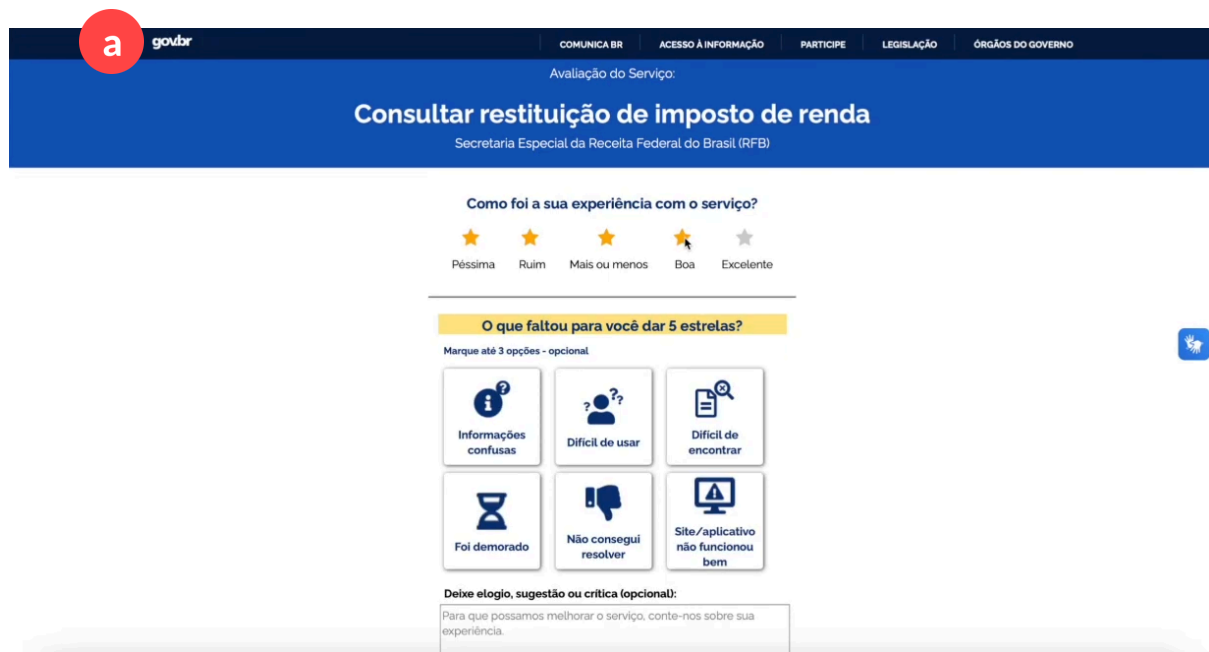 a
gov.br
COMUNICA BR ACESSO À INFORMAÇÃO PARTICIPE LEGISLAÇÃO ÓRGÃOS DO GOVERNO
Avaliação do Serviço:
Consultar restituição de imposto de renda
Secretaria Especial da Receita Federal do Brasil (RFB)
Como foi a sua experiência com o serviço?
Péssima Ruim Mais ou menos Boa Excelente
O que faltou para você dar 5 estrelas?
Marque até 3 opções - opcional
Informações
confusas
Difícil de usar
Difícil de
encontrar
Foi demorado
Não consegui
resolver
Site/aplicativo
não funcionou
bem
Deixe elogio, sugestão ou crítica (opcional):
Para que possamos melhorar o serviço, conte-nos sobre sua
experiência.